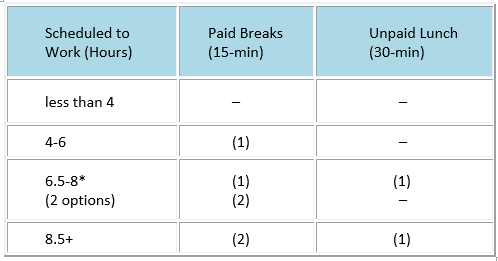 Scheduled to Work (Hours) Paid Breaks (15-min) Unpaid Lunch (30-min)
less than 4 – –
4-6 (1) –
6.5-8* (1) (1)
(2 options) (2) –
8.5+ (2) (1)